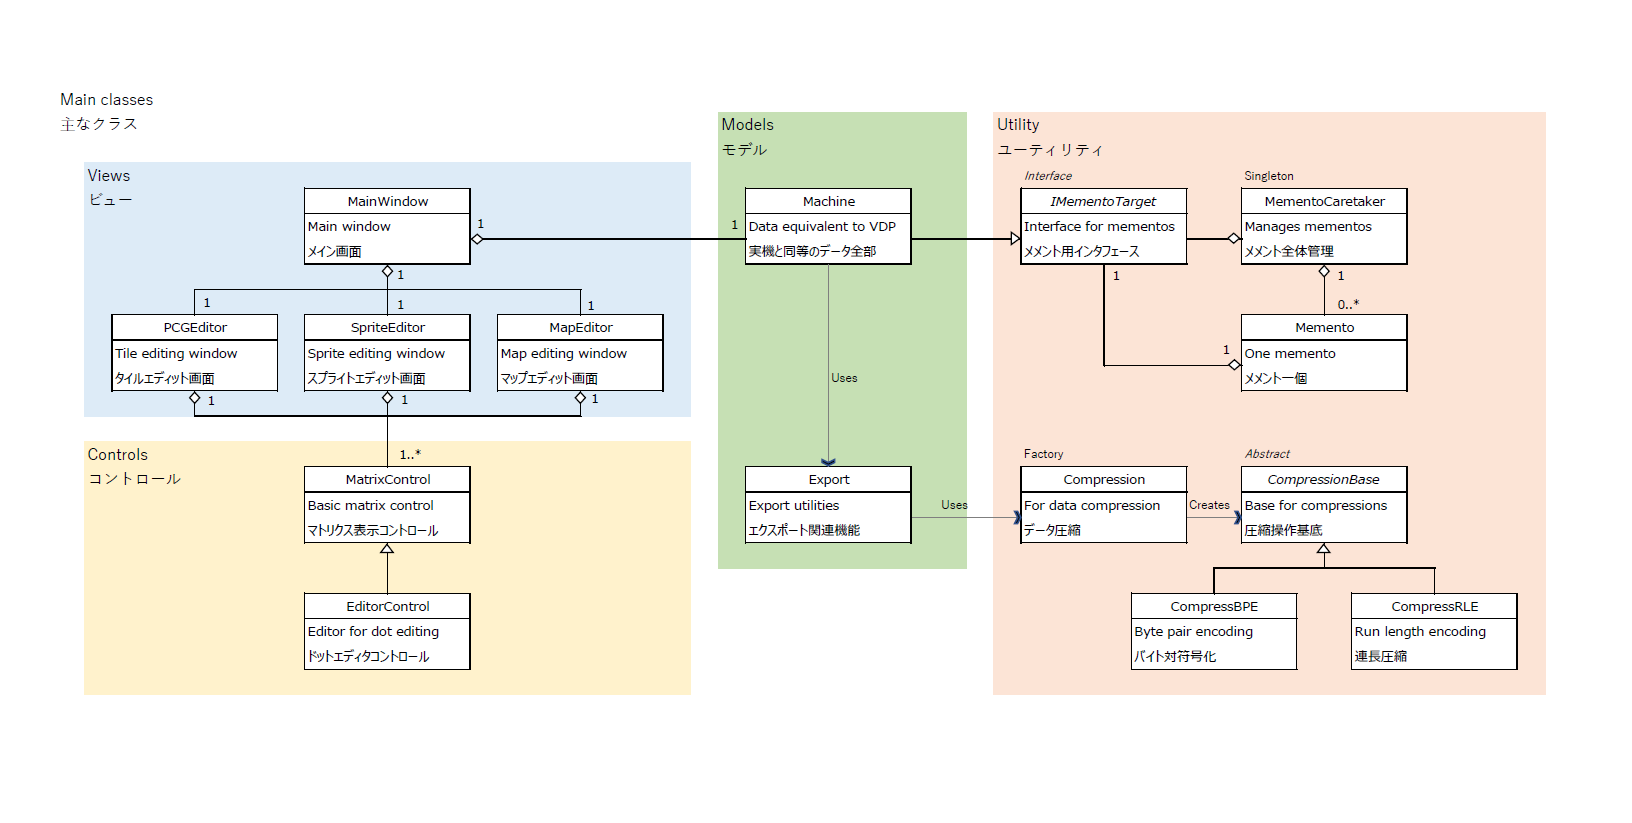 Main classes
主なクラス
Views
ビュー
MainWindow
Main window
メイン画面
1
1
1
1
1
1
PCGEditor
Tile editing window
タイルエディット画面
SpriteEditor
Sprite editing window
スプライトエディット画面
MapEditor
Map editing window
マップエディット画面
1
1
1
Controls
コントロール
1..*
MatrixControl
Basic matrix control
マトリクス表示コントロール
EditorControl
Editor for dot editing
ドットエディタコントロール
Models
モデル
Machine
Data equivalent to VDP
実機と同等のデータ全部
Uses
Export
Export utilities
エクスポート関連機能
Uses
Utility
ユーティリティ
Interface
IMementoTarget
Interface for mementos
メメント用インタフェース
1
Singleton
MementoCaretaker
Manages mementos
メメント全体管理
1
0..*
1
Memento
One memento
メメント一個
Factory
Compression
For data compression
データ圧縮
Creates
Abstract
CompressionBase
Base for compressions
圧縮操作基底
CompressBPE
Byte pair encoding
バイト対符号化
CompressRLE
Run length encoding
連長圧縮